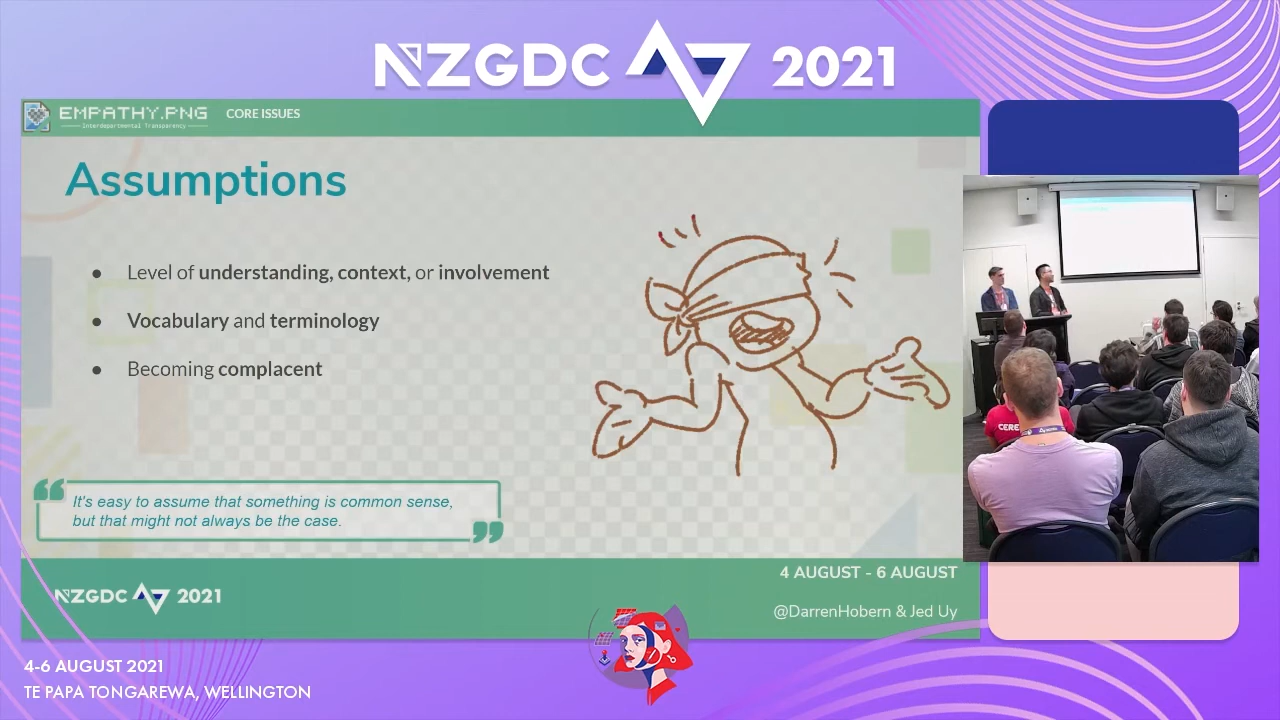 NZGDC 2021
EMPATHY.PNG
Interdepartmental Transparency
CORE ISSUES
Assumptions
● Level of understanding, context, or involvement
● Vocabulary and terminology
● Becoming complacent
It's easy to assume that something is common sense,
but that might not always be the case.
CERE
4 AUGUST - 6 AUGUST
NZGDC 2021
@DarrenHobern & Jed Uy
4-6 AUGUST 2021
TE PAPA TONGAREWA, WELLINGTON